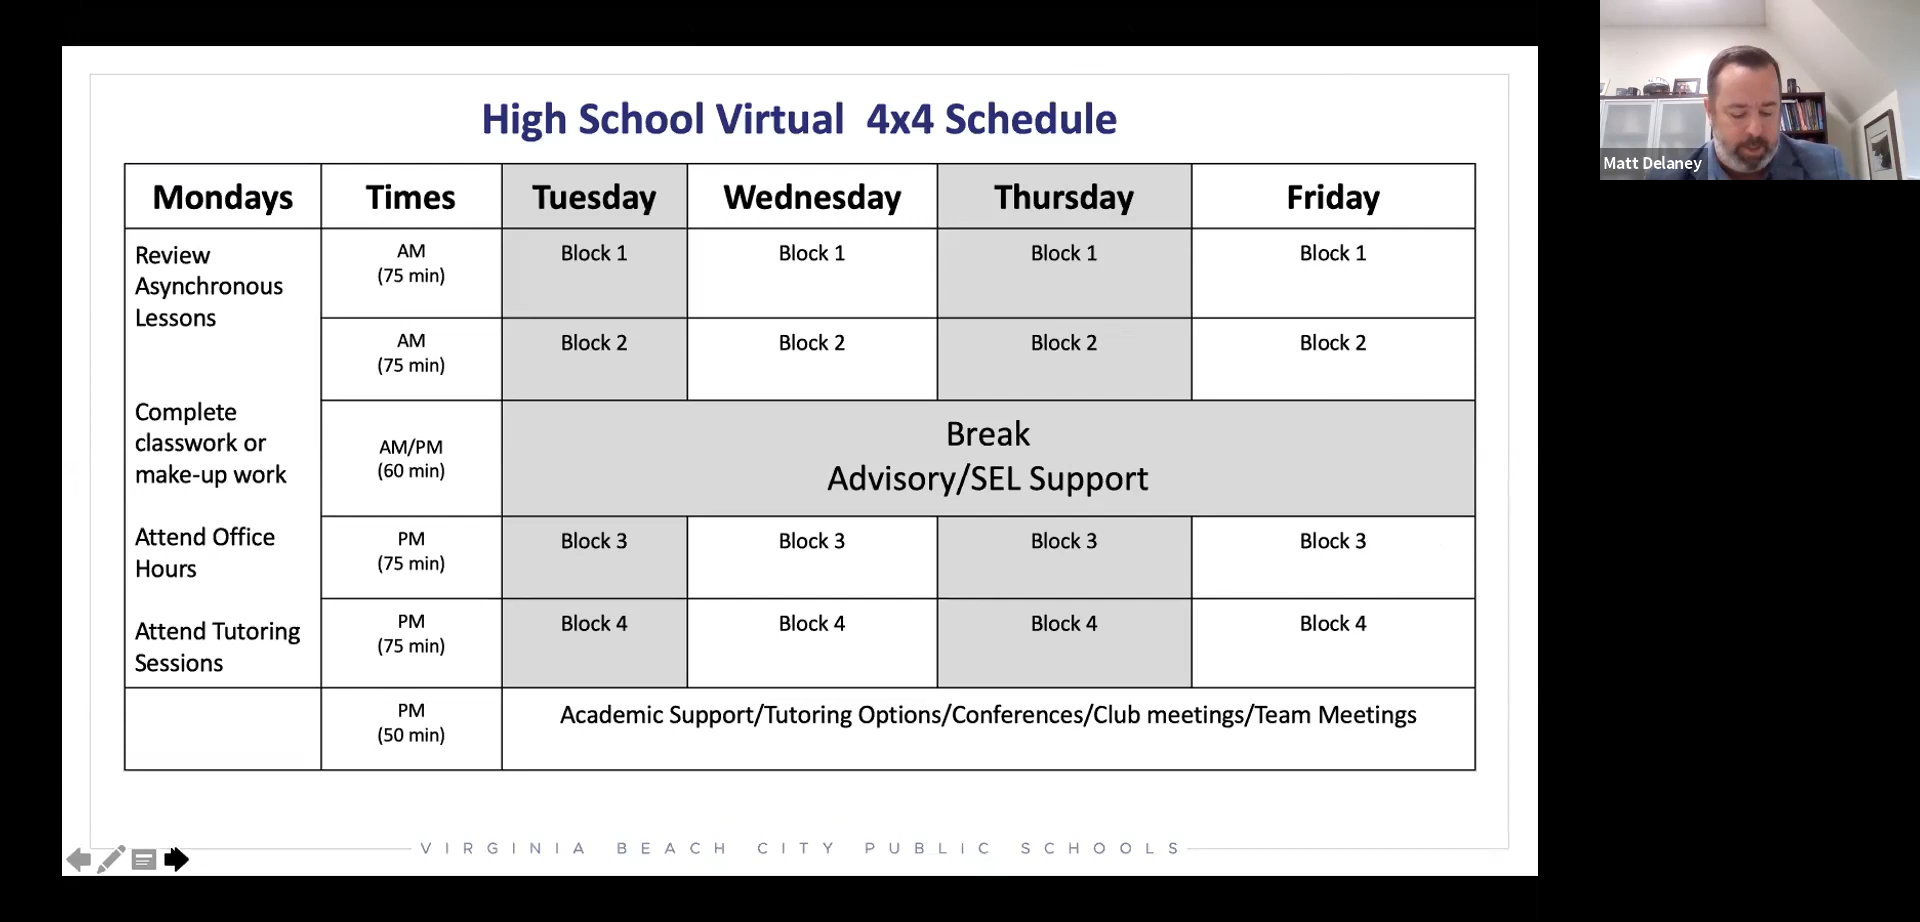 High School Virtual  4x4 Schedule
Mondays Times Tuesday Wednesday Thursday Friday
Review
Asynchronous
Lessons
Complete
classwork or
make-up work
Attend Office
Hours
Attend Tutoring
Sessions
AM
(75 min)
Block 1 Block 1 Block 1 Block 1
AM
(75 min)
Block 2 Block 2 Block 2 Block 2
AM/PM
(60 min)
Break
Advisory/SEL Support
PM
(75 min)
Block 3 Block 3 Block 3 Block 3
PM
(75 min)
Block 4 Block 4 Block 4 Block 4
PM
(50 min)
Academic Support/Tutoring Options/Conferences/Club meetings/Team Meetings
VIRGINIA BEACH CITY PUBLIC SCHOOLS
Matt Delaney